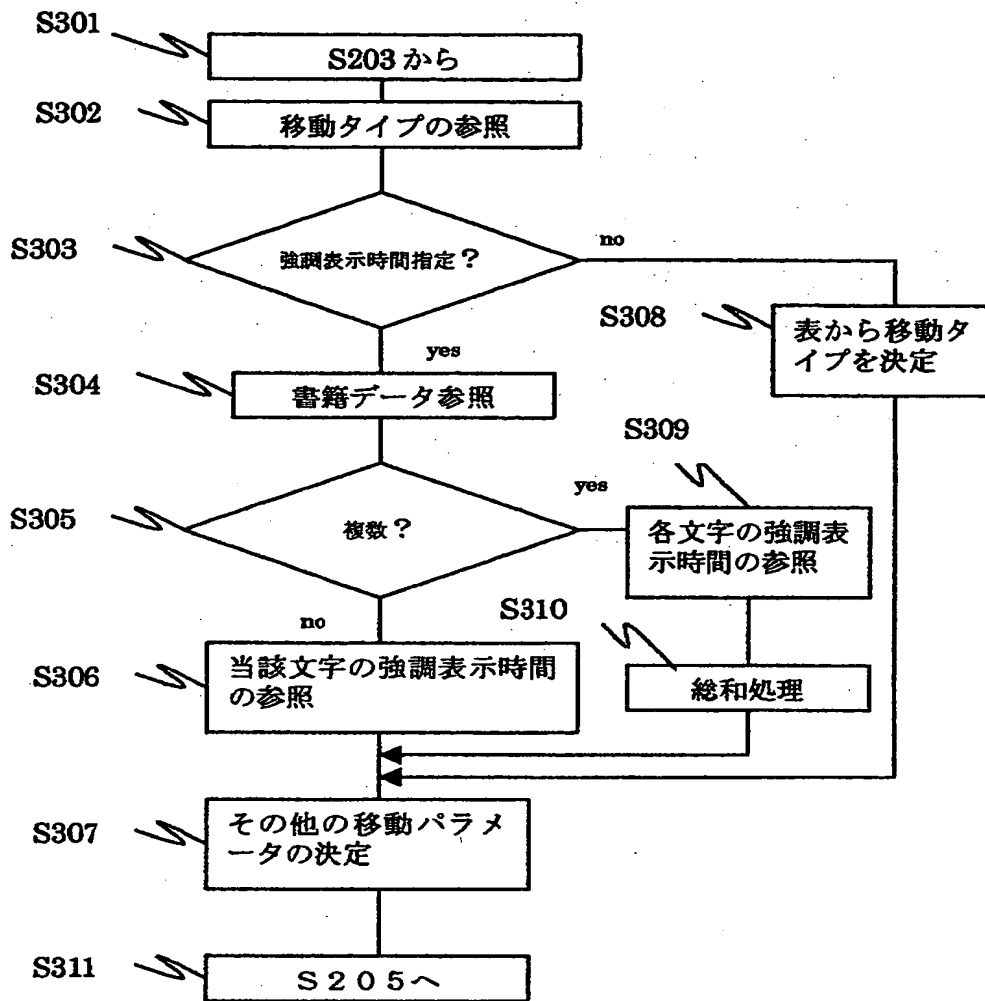 S301
S203から
S302
移動タイプの参照
S303
強調表示時間指定?
no
S308
表から移動タ
イプを決定
yes
S304
書籍データ参照
S309
S305
複数?
yes
各文字の強調表
示時間の参照
S310
no
S306
当該文字の強調表示時間
の参照
総和処理
S307
その他の移動パラメ
ータの決定
S311
S205へ